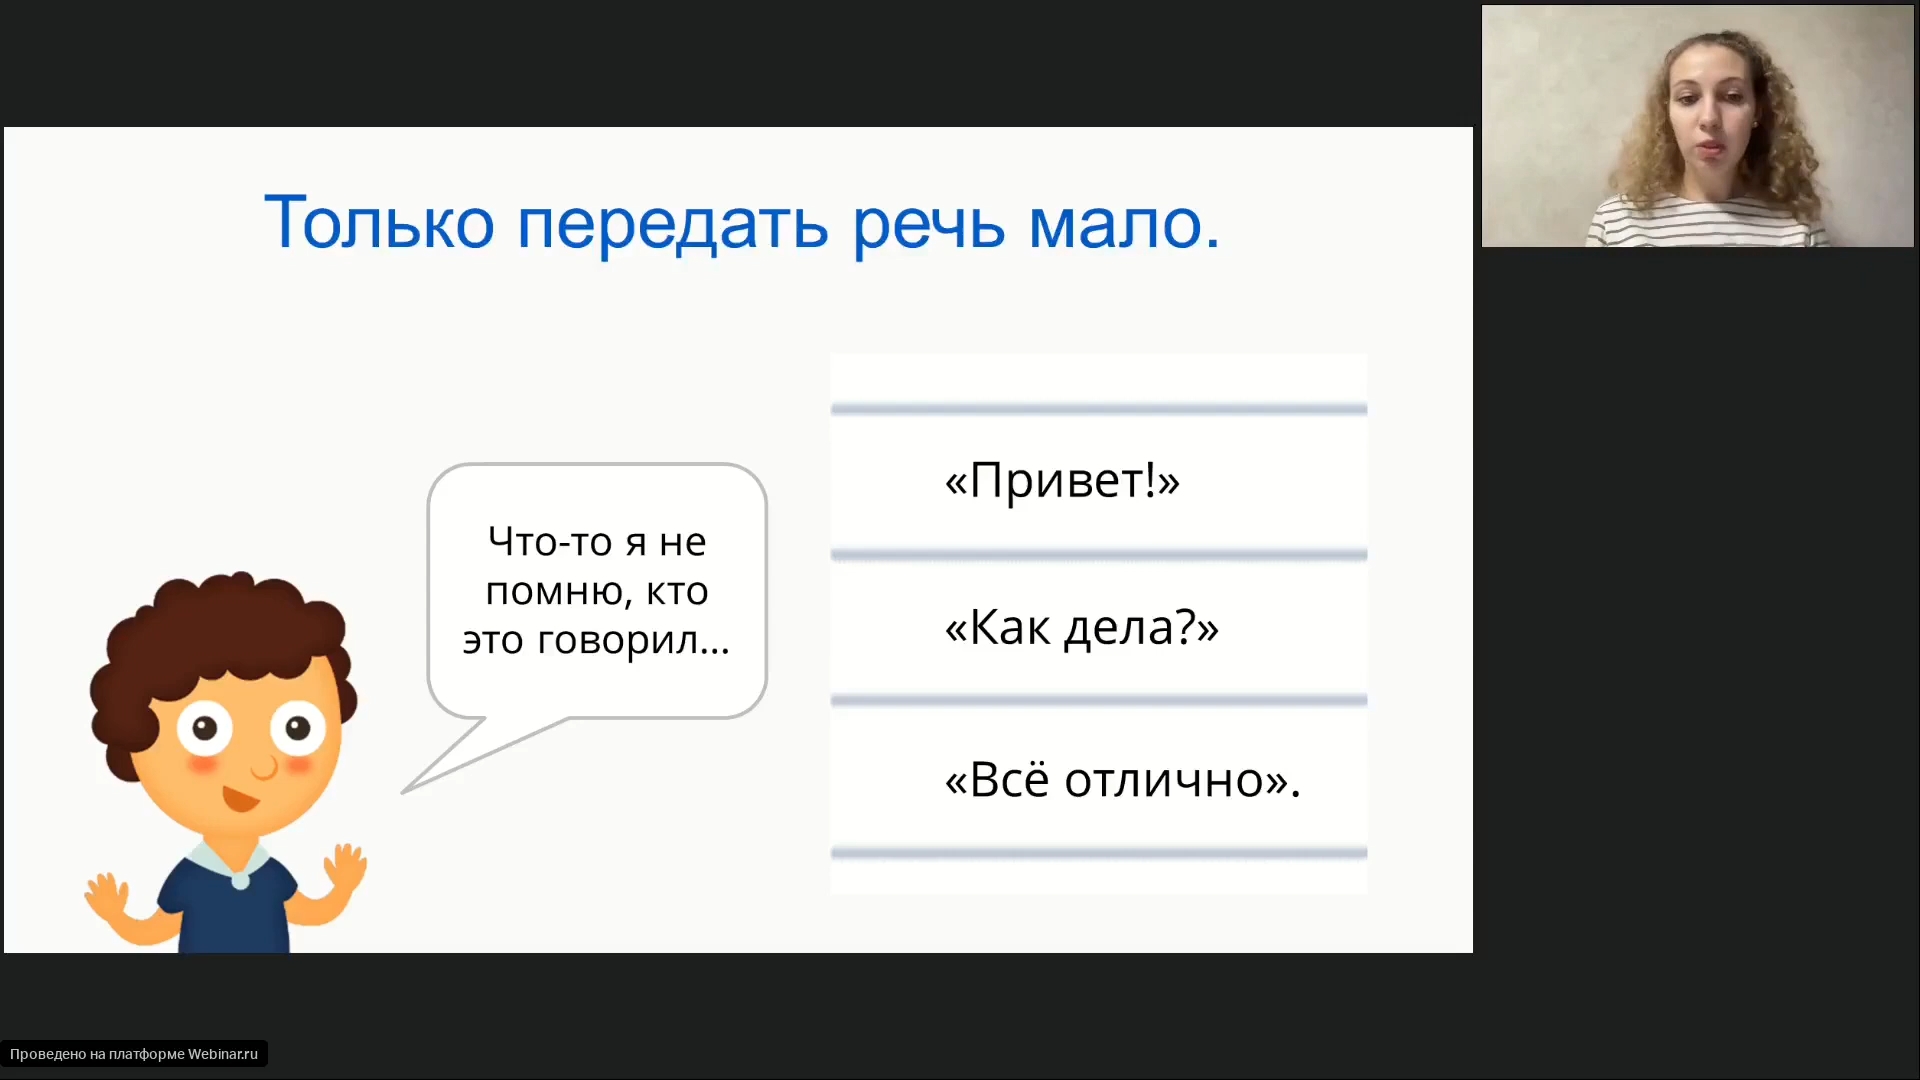 Только передать речь мало.
Что-то я не
помню, кто
это говорил...
«Привет!»
«Как дела?»
«Всё отлично».
Проведено на платформе Webinar.ru